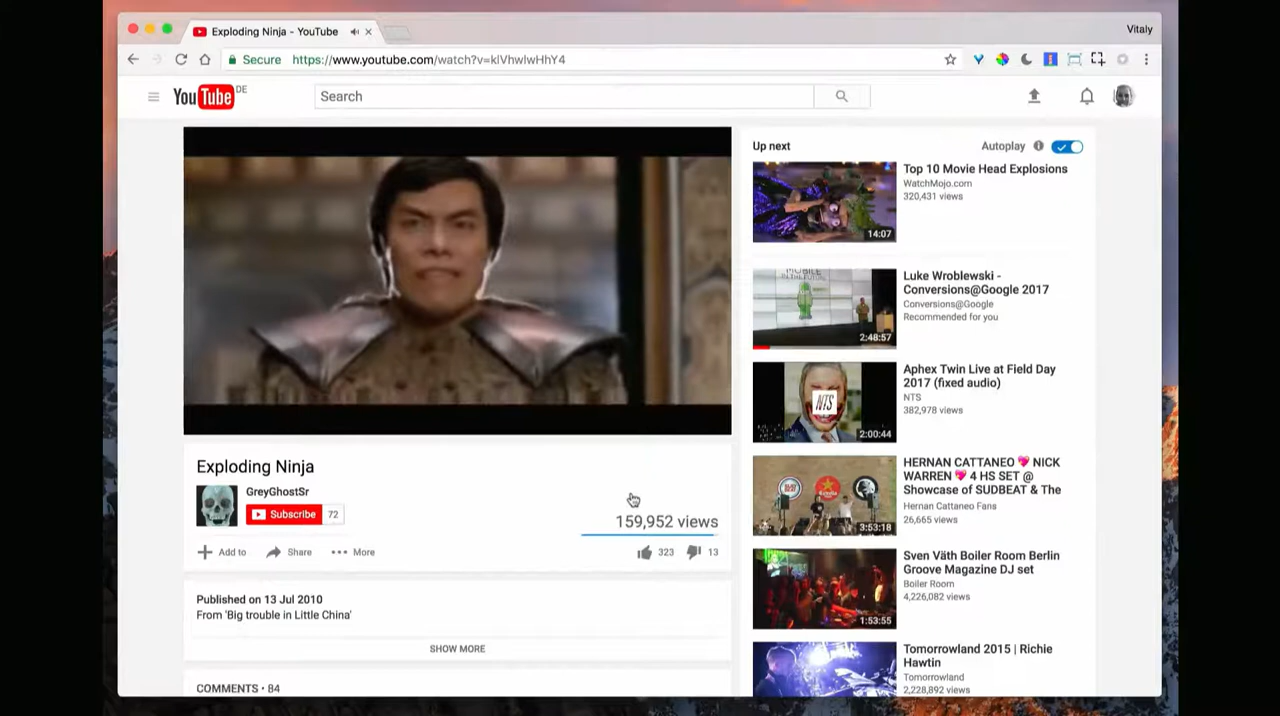 Exploding Ninja - YouTube
Vitaly
Secure
https://www.youtube.com/watch?v=klVhwlwHhY4
YouTube DE
Search
Exploding Ninja
GreyGhostSr
Subscribe 72
159,952 views
Add to
Share
More
323
13
Published on 13 Jul 2010
From 'Big trouble in Little China'
SHOW MORE
COMMENTS • 84
Up next
Autoplay
14:07
Top 10 Movie Head Explosions
WatchMojo.com
320,431 views
MOBILE
2:48:57
Luke Wroblewski -
Conversions@Google 2017
Conversions@Google
Recommended for you
NTS
2:00:44
Aphex Twin Live at Field Day
2017 (fixed audio)
NTS
382,978 views
3:53:18
HERNAN CATTANEO 💖 NICK
WARREN 💖 4 HS SET @
Showcase of SUDBEAT & The
Hernan Cattaneo Fans
26,665 views
1:53:55
Sven Väth Boiler Room Berlin
Groove Magazine DJ set
Boiler Room
4,226,082 views
Tomorrowland 2015 | Richie
Hawtin
Tomorrowland
2,228,892 views